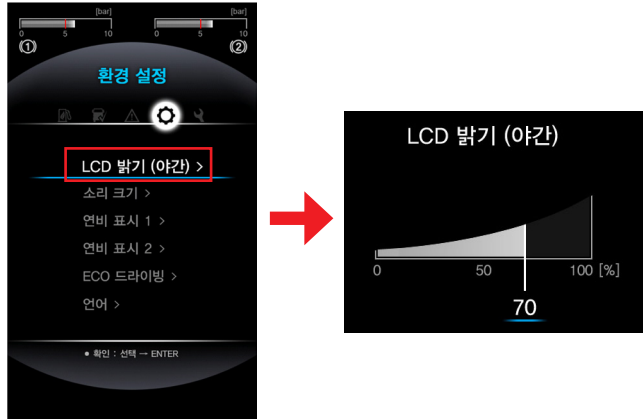 [bar] [bar]
0 5 10 0 5 10
(1) (2)
환경 설정
LCD 밝기 (야간) >
소리 크기 >
연비 표시 1 >
연비 표시 2 >
ECO 드라이빙 >
언어 >
● 확인 : 선택 → ENTER
LCD 밝기 (야간)
0 50 100 [%]
70